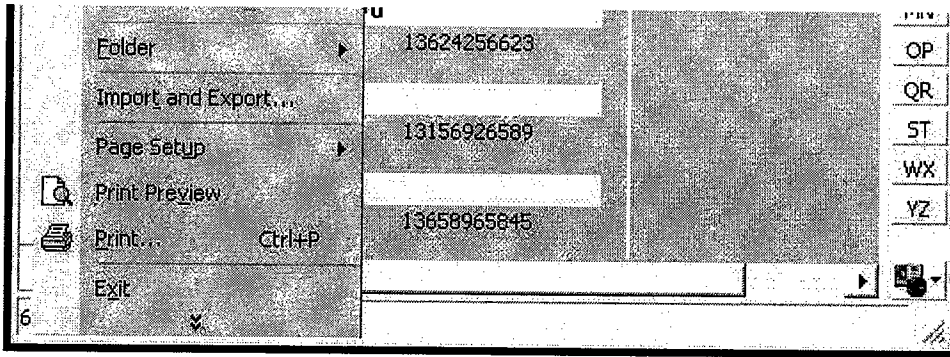 ru
Folder
13624256623
OP
Import and Export...
QR
13156926589
ST
Page Setup
WX
Print Preview
13658965845
YZ
Print... Ctrl+P
Exit
6